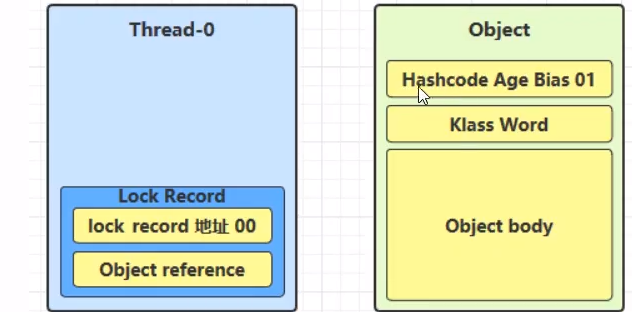 Thread-0
Lock Record
lock record 地址 00
Object reference
Object
Hashcode Age Bias 01
Klass Word
Object body